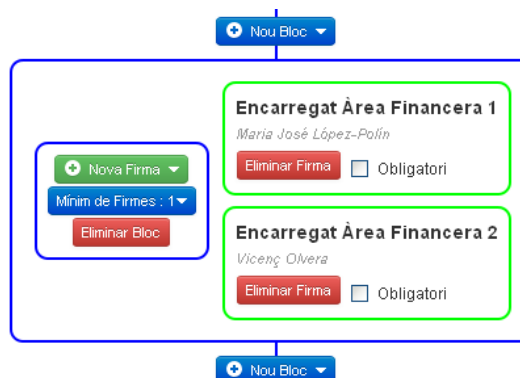 Nou Bloc
Encarregat Àrea Financera 1
Maria José López-Polín
Eliminar Firma Obligatori
Nova Firma
Mínim de Firmes : 1
Eliminar Bloc
Encarregat Àrea Financera 2
Vicenç Olvera
Eliminar Firma Obligatori
Nou Bloc